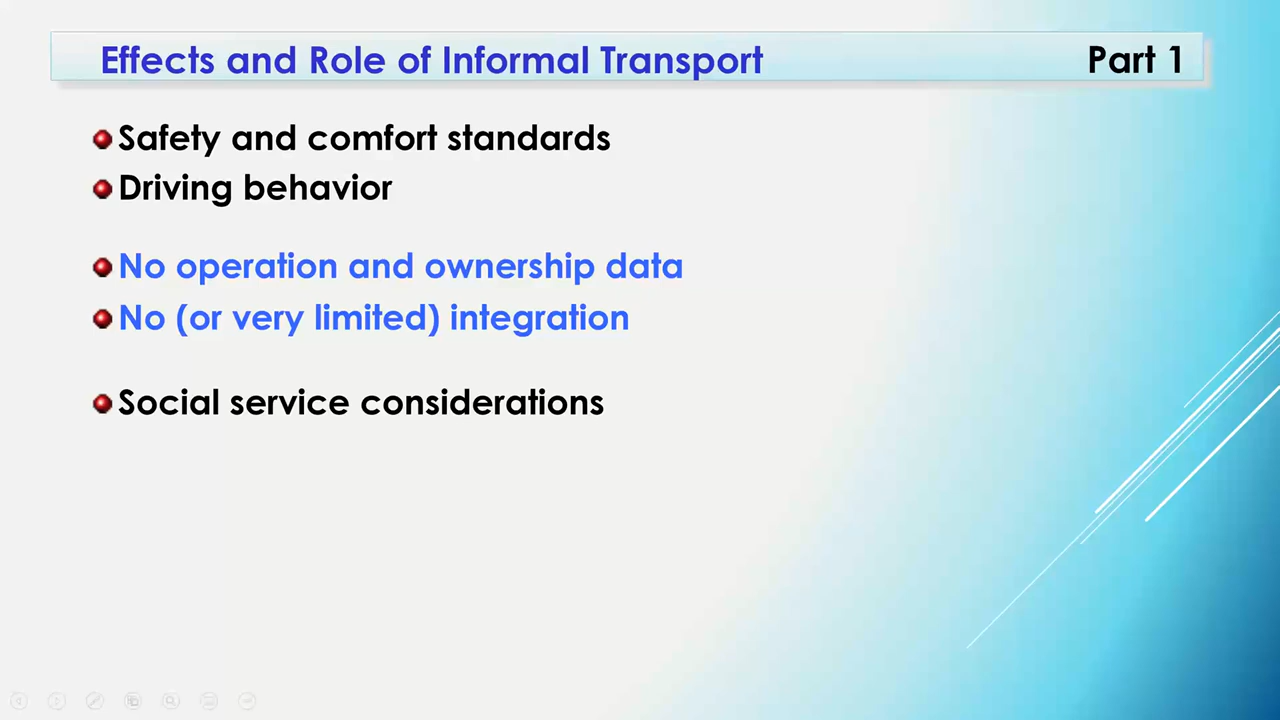 Effects and Role of Informal Transport Part 1
Safety and comfort standards
Driving behavior
No operation and ownership data
No (or very limited) integration
Social service considerations